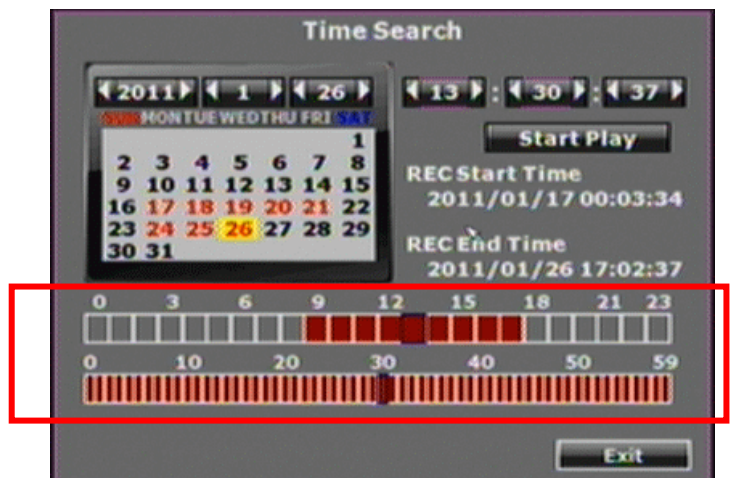 Time Search
2011 1 26 13 : 30 : 37
SUN MON TUE WED THU FRI SAT
1
2 3 4 5 6 7 8
9 10 11 12 13 14 15
16 17 18 19 20 21 22
23 24 25 26 27 28 29
30 31
Start Play
REC Start Time
2011/01/17 00:03:34
REC End Time
2011/01/26 17:02:37
0 3 6 9 12 15 18 21 23
0 10 20 30 40 50 59
Exit